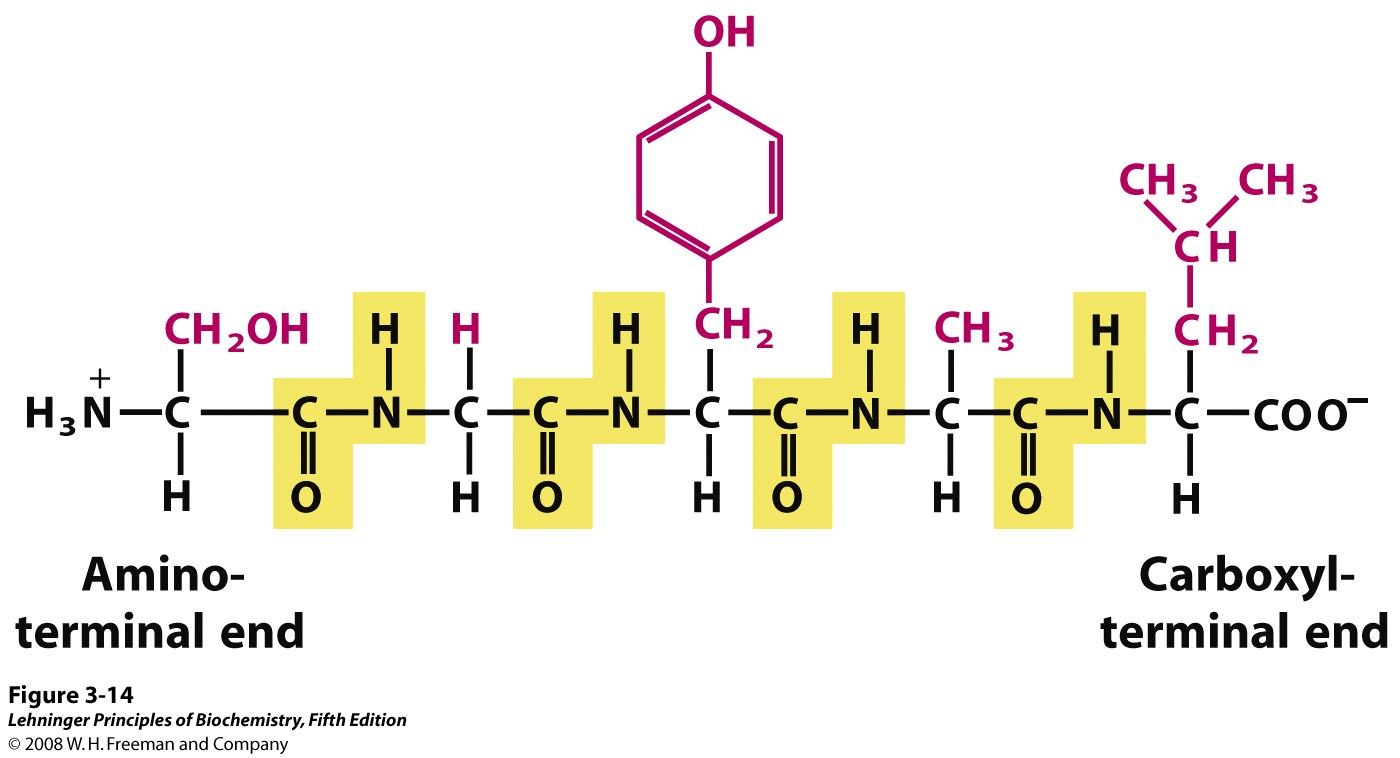 OH
CH₃ CH₃
CH
CH₂OH H H H CH₂ H CH₃ H CH₂
H₃N⁺—C—C—N—C—C—N—C—C—N—C—C—N—C—COO⁻
H O H O H O H O H
Amino-
terminal end
Carboxyl-
terminal end
Figure 3-14
Lehninger Principles of Biochemistry, Fifth Edition
© 2008 W. H. Freeman and Company